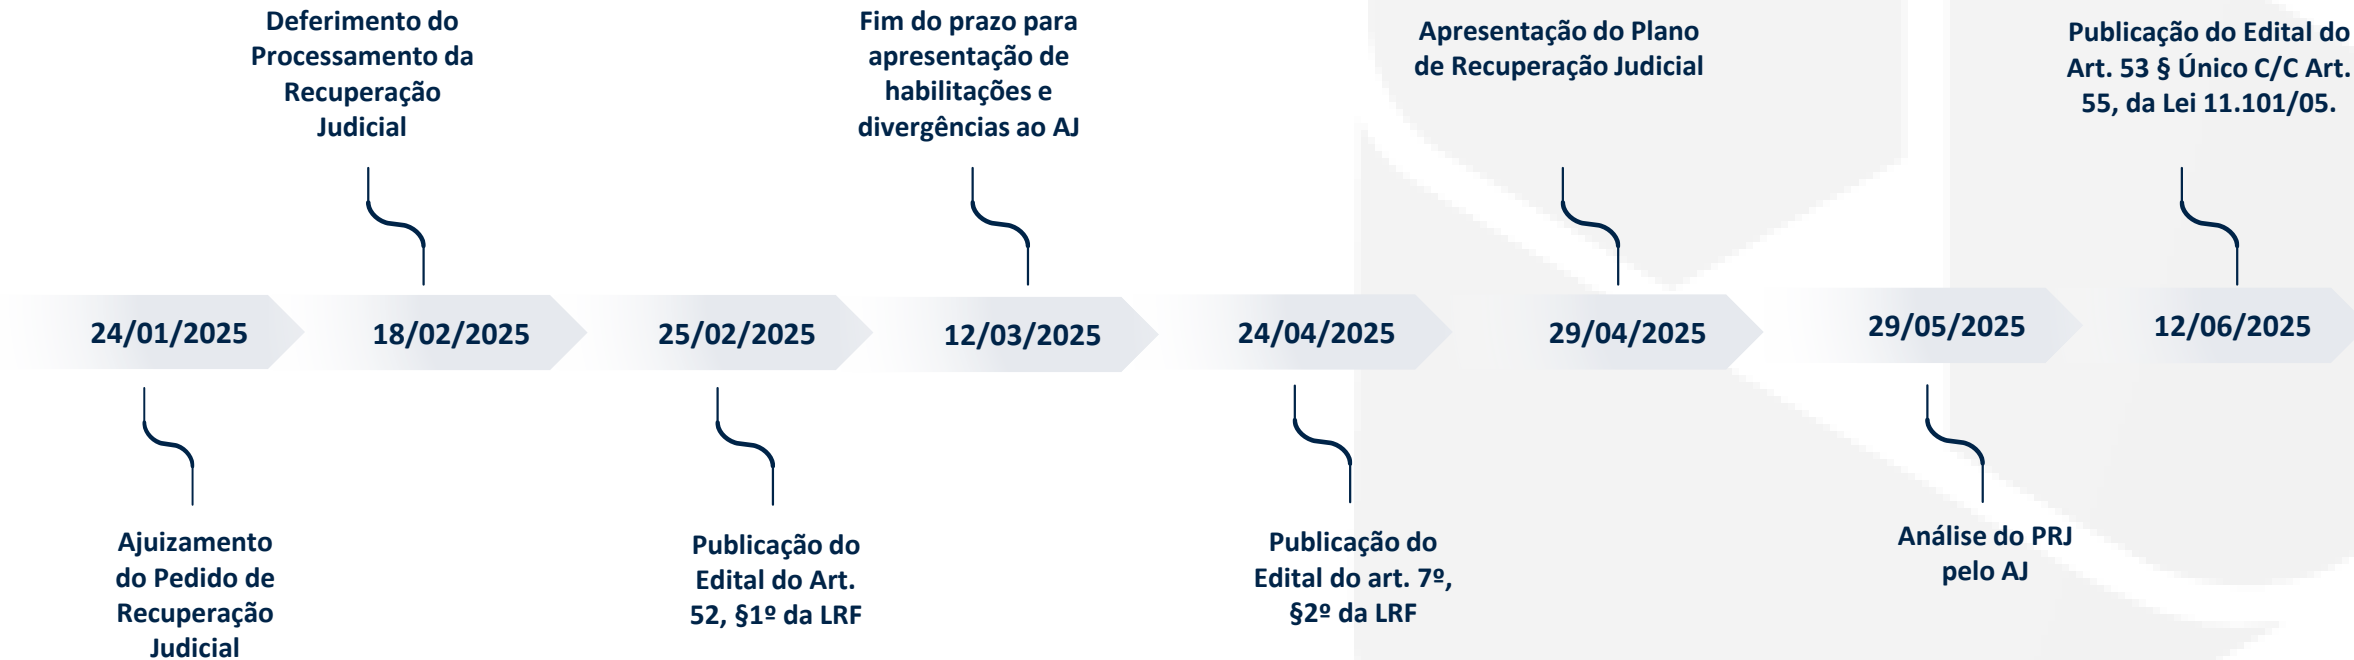 Deferimento do
Processamento da
Recuperação
Judicial
Fim do prazo para
apresentação de
habilitações e
divergências ao AJ
Apresentação do Plano
de Recuperação Judicial
Publicação do Edital do
Art. 53 § Único C/C Art.
55, da Lei 11.101/05.
24/01/2025
18/02/2025
25/02/2025
12/03/2025
24/04/2025
29/04/2025
29/05/2025
12/06/2025
Ajuizamento
do Pedido de
Recuperação
Judicial
Publicação do
Edital do Art.
52, §1º da LRF
Publicação do
Edital do art. 7º,
§2º da LRF
Análise do PRJ
pelo AJ